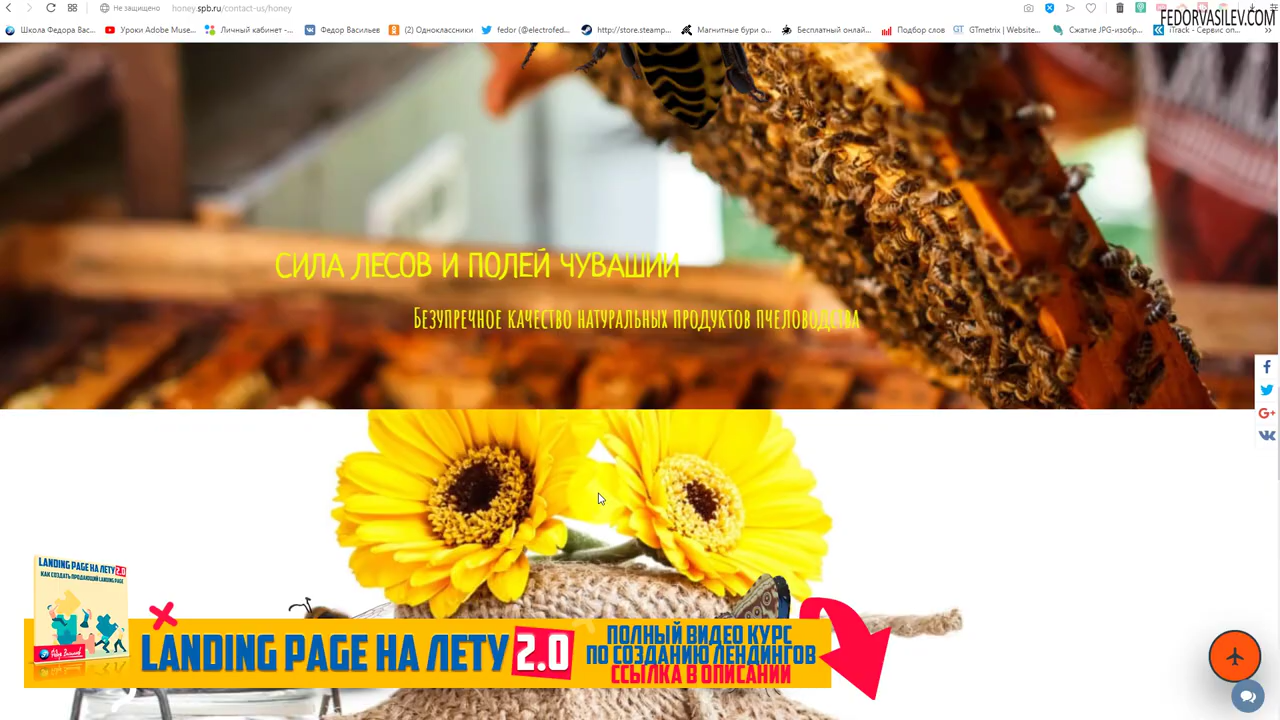 Не защищено
honey.spb.ru/contact-us/honey
FEDORVASILEV.COM
Школа Федора Вас...
Уроки Adobe Muse...
Личный кабинет -...
Федор Васильев
(2) Одноклассники
fedor (@electrofed...
http://store.steamp...
Магнитные бури о...
Бесплатный онлай...
Подбор слов
GTmetrix | Website...
Сжатие JPG-изобр...
iTrack - Сервис оп...
СИЛА ЛЕСОВ И ПОЛЕЙ ЧУВАШИИ
Безупречное качество натуральных продуктов пчеловодства
LANDING PAGE НА ЛЕТУ 2.0
КАК СОЗДАТЬ ПРОДАЮЩИЙ LANDING PAGE
LANDING PAGE НА ЛЕТУ 2.0
ПОЛНЫЙ ВИДЕО КУРС
ПО СОЗДАНИЮ ЛЕНДИНГОВ
ССЫЛКА В ОПИСАНИИ